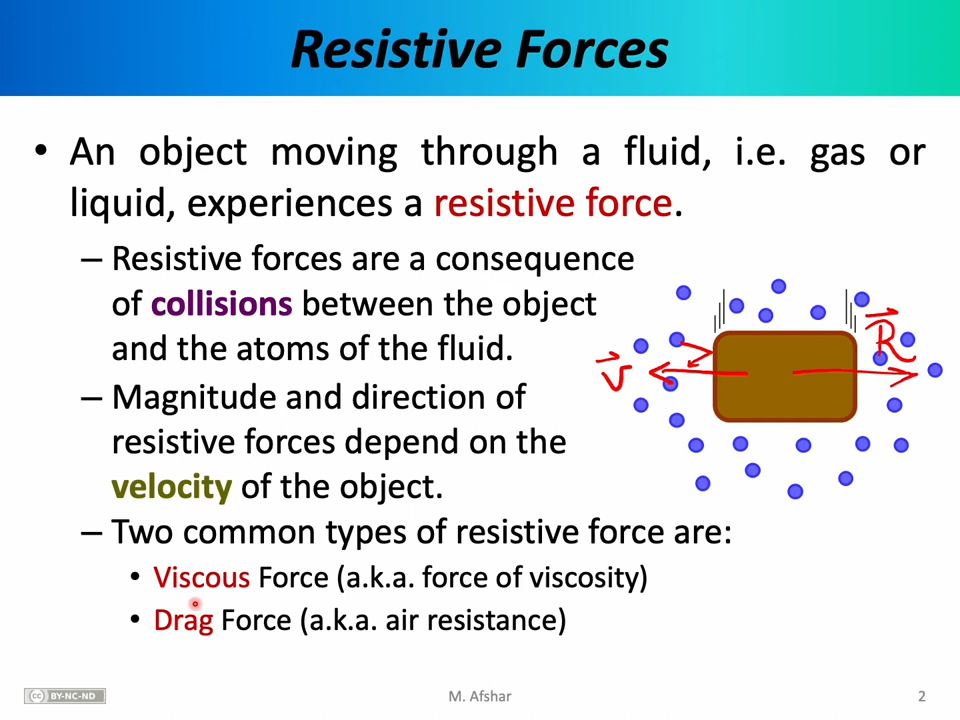 Resistive Forces
• An object moving through a fluid, i.e. gas or
liquid, experiences a resistive force.
– Resistive forces are a consequence
of collisions between the object
and the atoms of the fluid.
– Magnitude and direction of
resistive forces depend on the
velocity of the object.
– Two common types of resistive force are:
• Viscous Force (a.k.a. force of viscosity)
• Drag Force (a.k.a. air resistance)
v
R
cc BY-NC-ND
M. Afshar
2